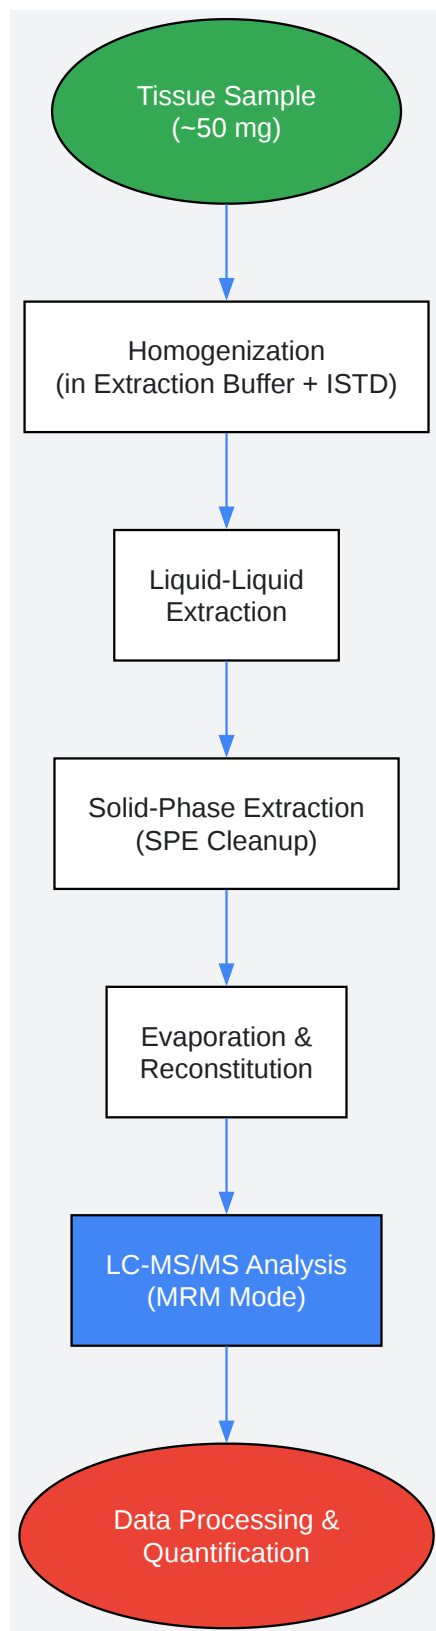 Tissue Sample
(~50 mg)
Homogenization
(in Extraction Buffer + ISTD)
Liquid-Liquid
Extraction
Solid-Phase Extraction
(SPE Cleanup)
Evaporation &
Reconstitution
LC-MS/MS Analysis
(MRM Mode)
Data Processing &
Quantification